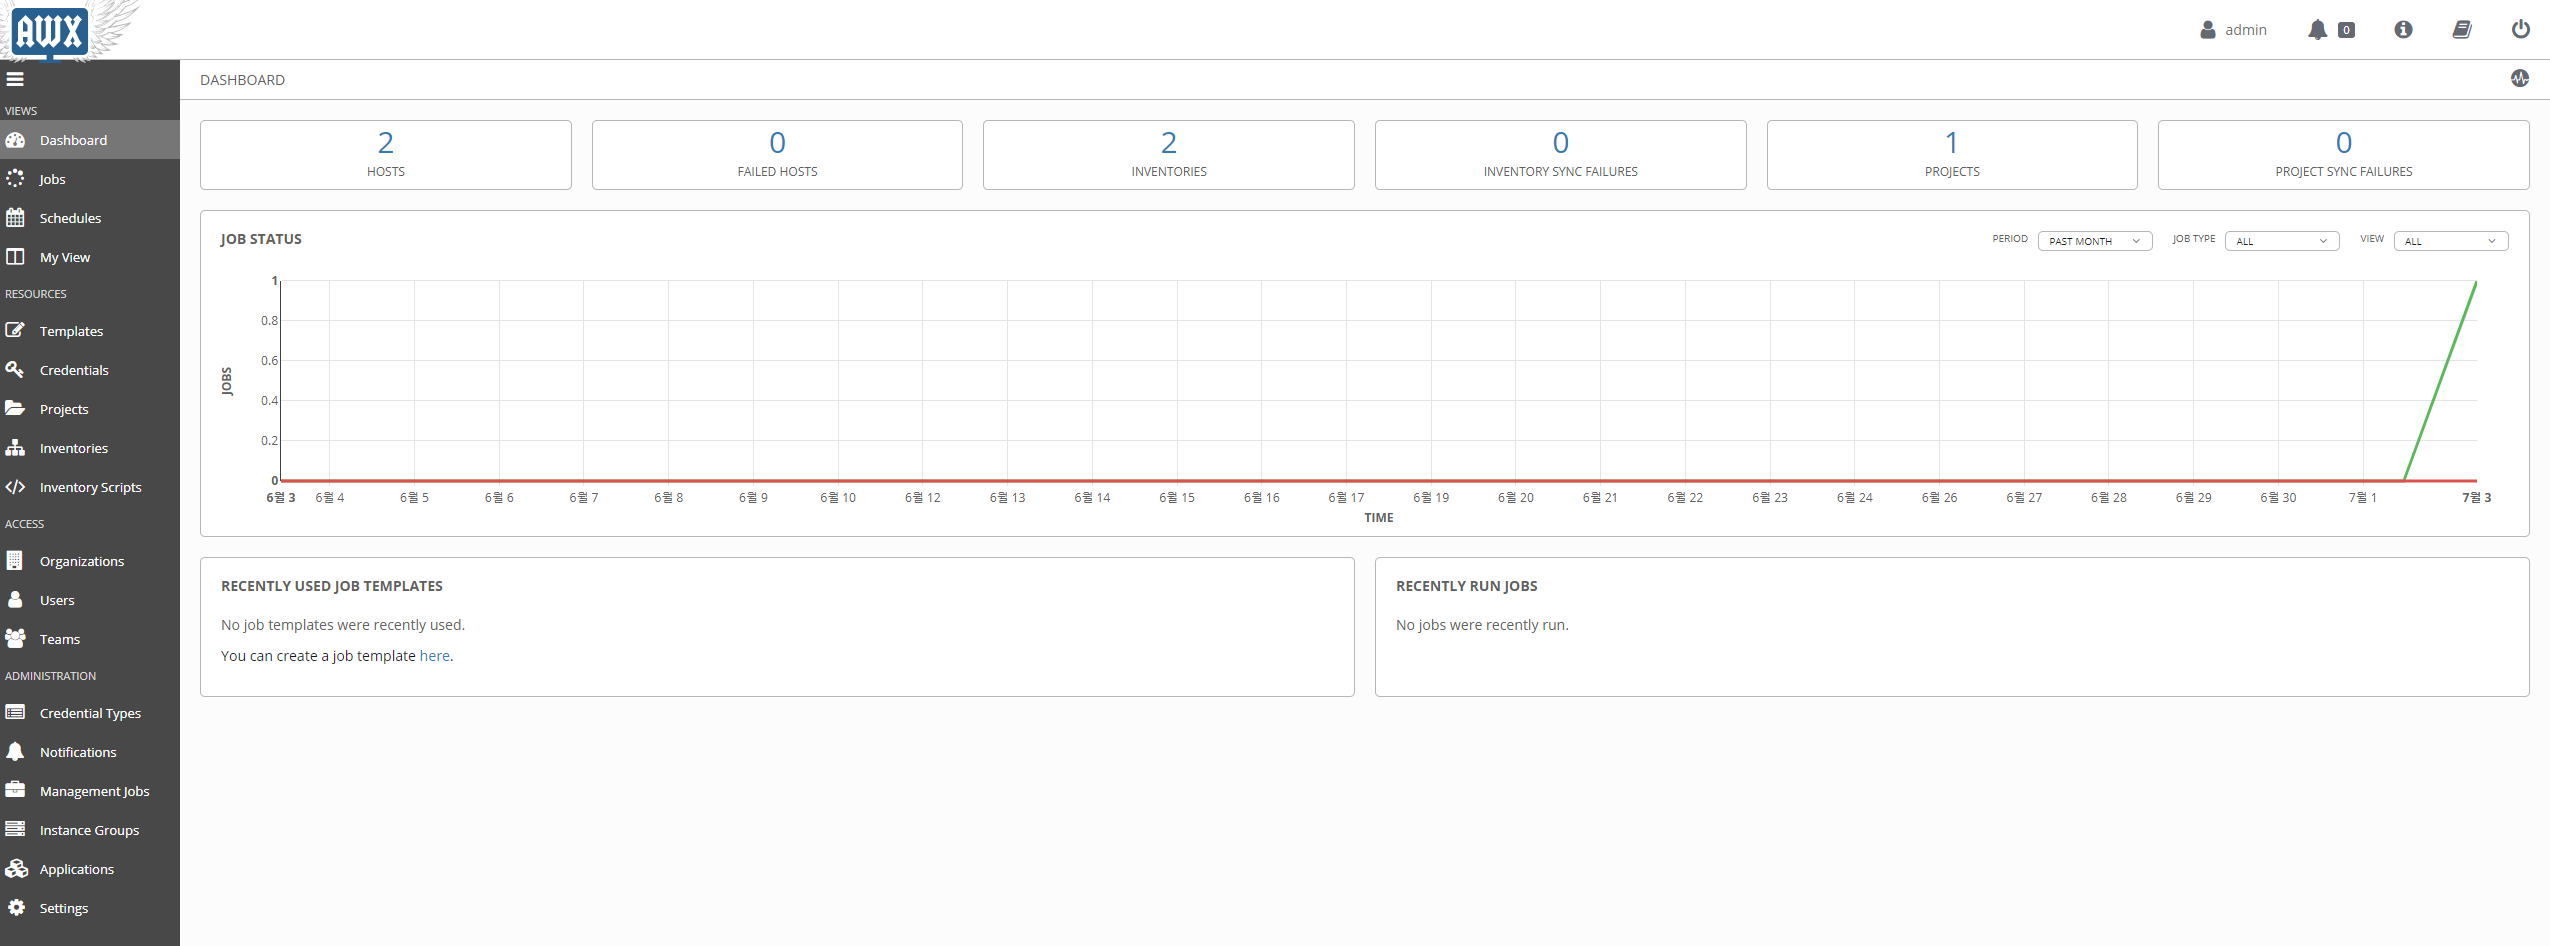 AWX
admin
0
VIEWS
Dashboard
Jobs
Schedules
My View
RESOURCES
Templates
Credentials
Projects
Inventories
Inventory Scripts
ACCESS
Organizations
Users
Teams
ADMINISTRATION
Credential Types
Notifications
Management Jobs
Instance Groups
Applications
Settings
DASHBOARD
2
HOSTS
0
FAILED HOSTS
2
INVENTORIES
0
INVENTORY SYNC FAILURES
1
PROJECTS
0
PROJECT SYNC FAILURES
JOB STATUS
PERIOD PAST MONTH JOB TYPE ALL VIEW ALL
JOBS
1
0.8
0.6
0.4
0.2
0
6월 3 6월 4 6월 5 6월 6 6월 7 6월 8 6월 9 6월 10 6월 12 6월 13 6월 14 6월 15 6월 16 6월 17 6월 19 6월 20 6월 21 6월 22 6월 23 6월 24 6월 26 6월 27 6월 28 6월 29 6월 30 7월 1 7월 3
TIME
RECENTLY USED JOB TEMPLATES
No job templates were recently used.
You can create a job template here.
RECENTLY RUN JOBS
No jobs were recently run.